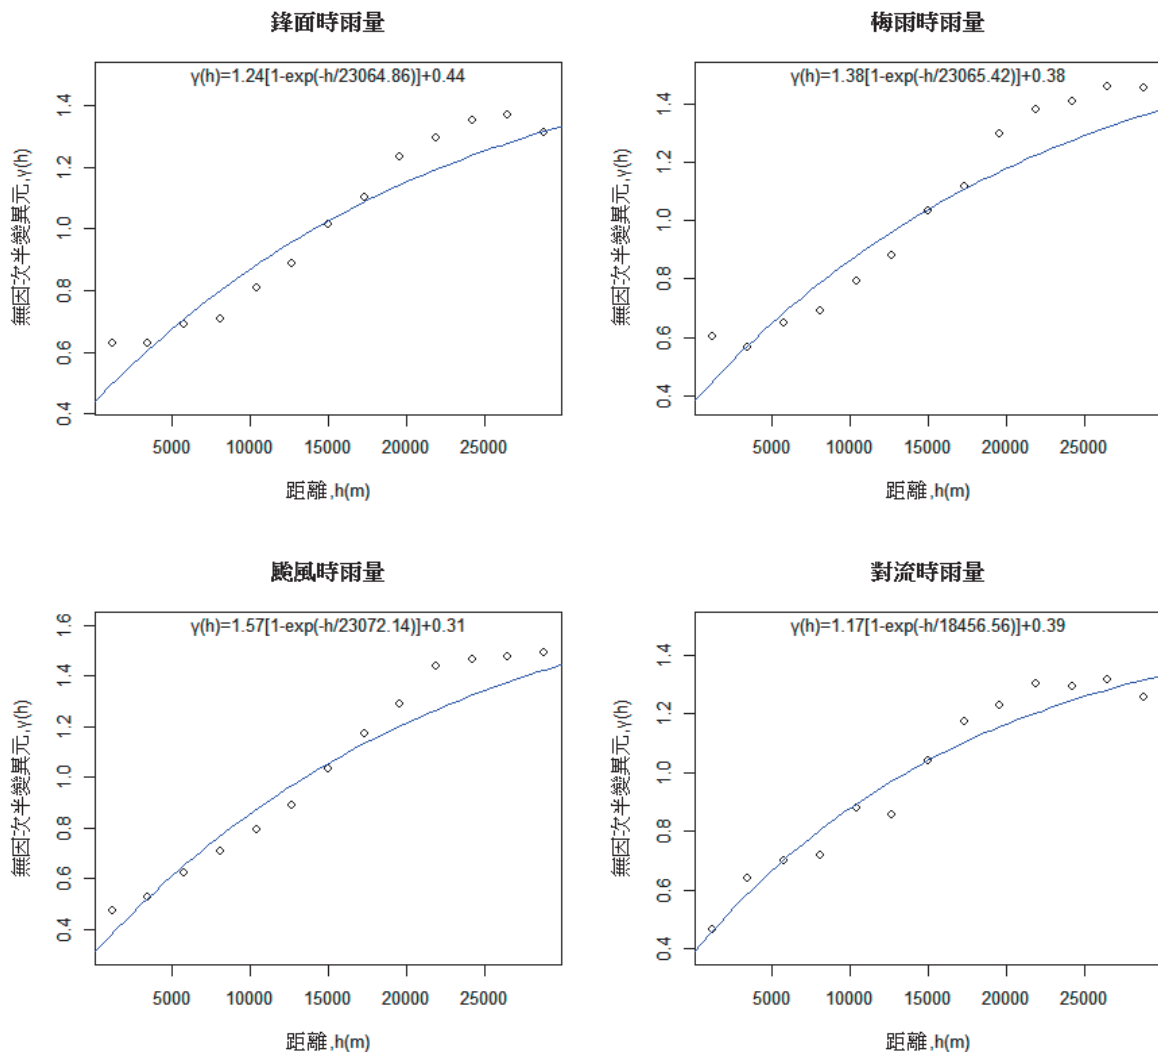 鋒面時雨量
γ(h)=1.24[1-exp(-h/23064.86)]+0.44
無因次半變異元,γ(h)
1.4
1.2
1.0
0.8
0.6
0.4
5000 10000 15000 20000 25000
距離,h(m)
梅雨時雨量
γ(h)=1.38[1-exp(-h/23065.42)]+0.38
無因次半變異元,γ(h)
1.4
1.2
1.0
0.8
0.6
0.4
5000 10000 15000 20000 25000
距離,h(m)
颱風時雨量
γ(h)=1.57[1-exp(-h/23072.14)]+0.31
無因次半變異元,γ(h)
1.6
1.4
1.2
1.0
0.8
0.6
0.4
5000 10000 15000 20000 25000
距離,h(m)
對流時雨量
γ(h)=1.17[1-exp(-h/18456.56)]+0.39
無因次半變異元,γ(h)
1.4
1.2
1.0
0.8
0.6
0.4
5000 10000 15000 20000 25000
距離,h(m)